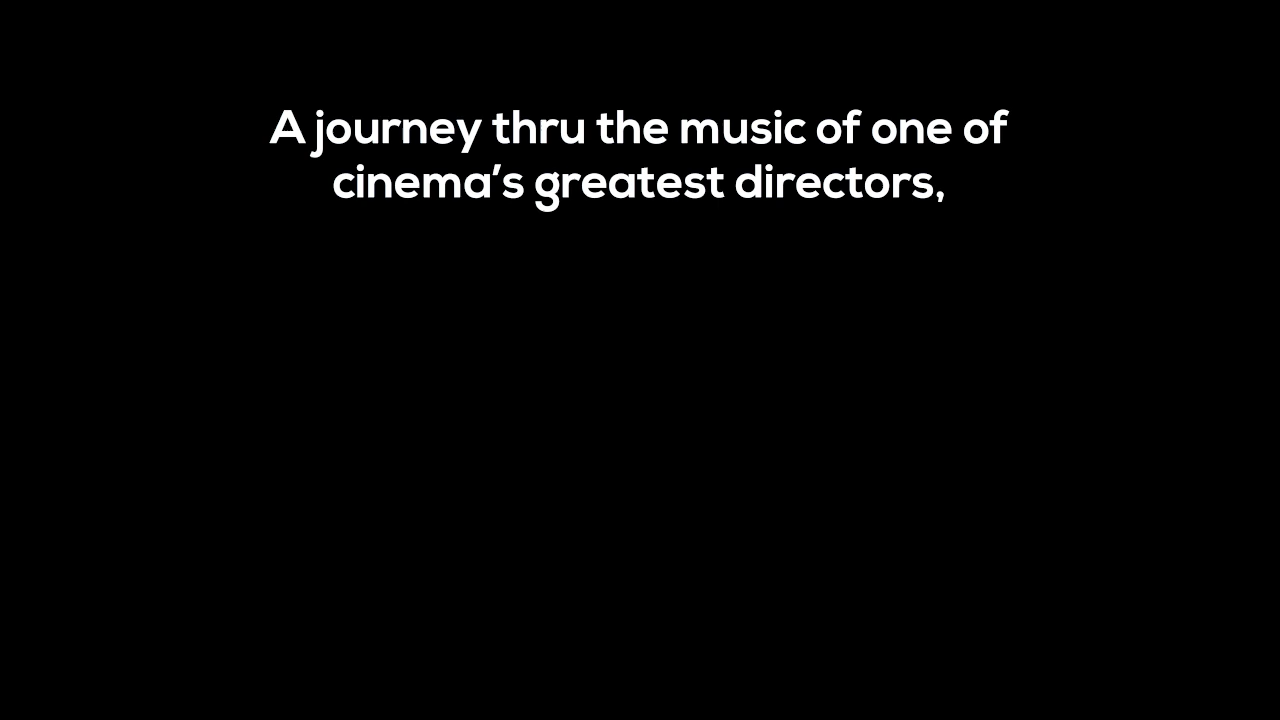 A journey thru the music of one of
cinema’s greatest directors,